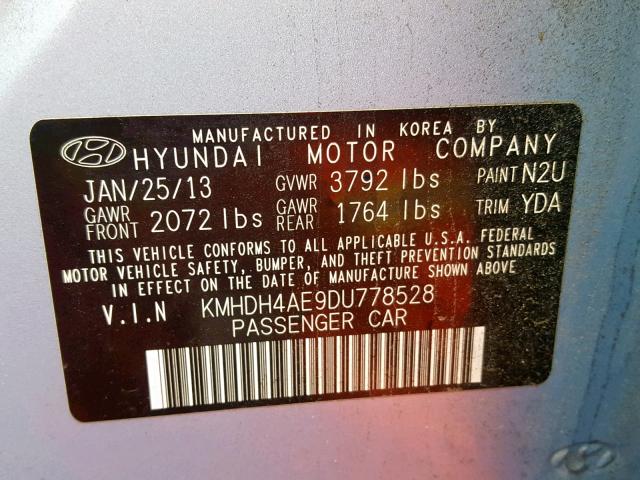 MANUFACTURED IN KOREA BY
HYUNDAI MOTOR COMPANY
JAN/25/13 GVWR 3792 lbs PAINT N2U
GAWR FRONT 2072 lbs GAWR REAR 1764 lbs TRIM YDA
THIS VEHICLE CONFORMS TO ALL APPLICABLE U.S.A. FEDERAL
MOTOR VEHICLE SAFETY, BUMPER, AND THEFT PREVENTION STANDARDS
IN EFFECT ON THE DATE OF MANUFACTURE SHOWN ABOVE
V.I.N KMHDH4AE9DU778528
PASSENGER CAR